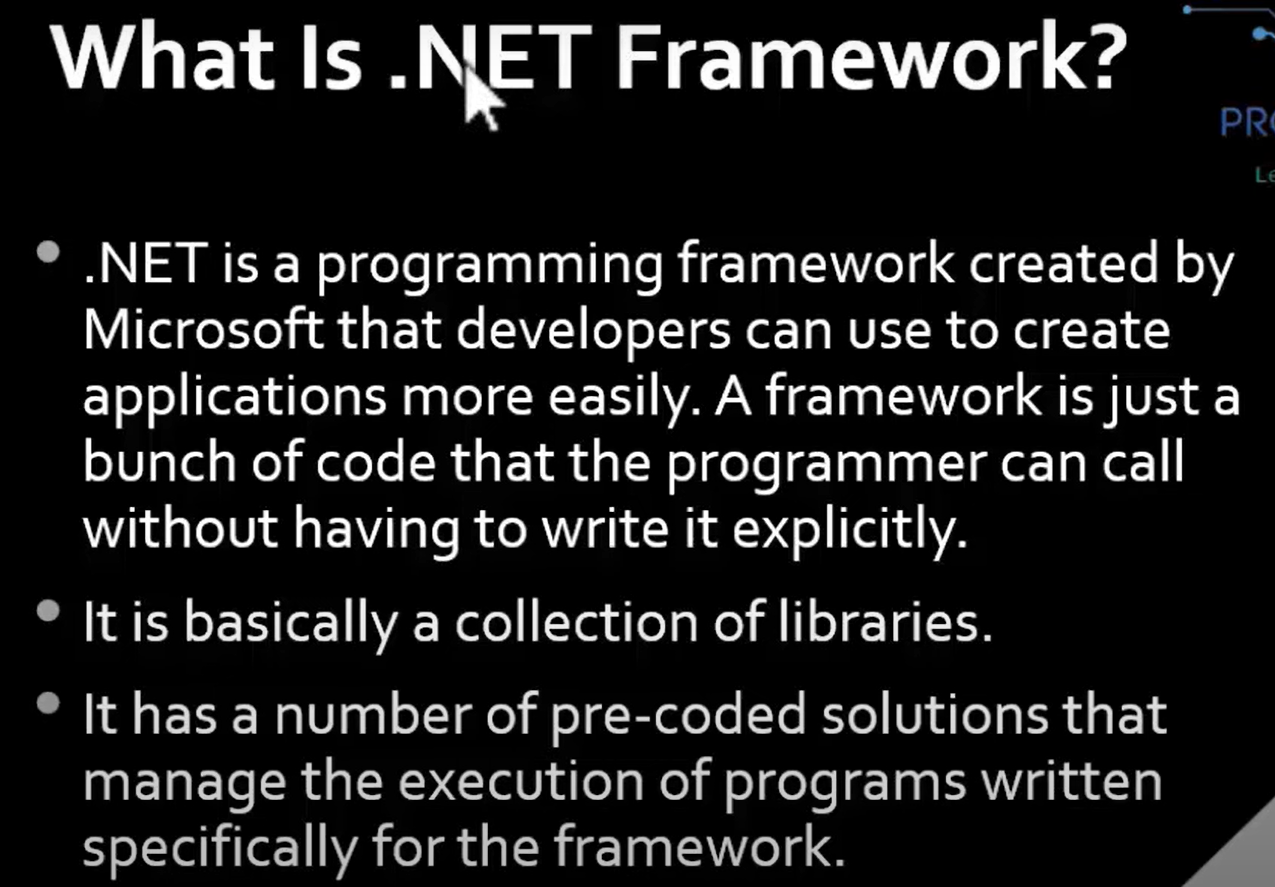 What Is .NET Framework?
PR
Le
• .NET is a programming framework created by
Microsoft that developers can use to create
applications more easily. A framework is just a
bunch of code that the programmer can call
without having to write it explicitly.
• It is basically a collection of libraries.
• It has a number of pre-coded solutions that
manage the execution of programs written
specifically for the framework.